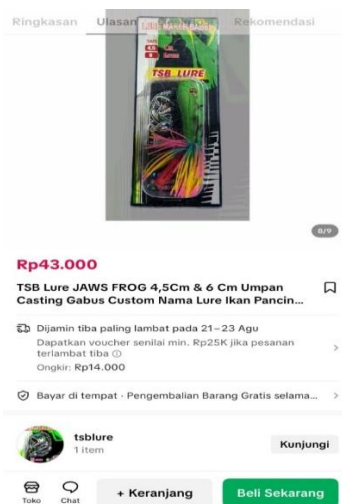 Ringkasan Ulasan Rekomendasi
TSB LURE
8/9
Rp43.000
TSB Lure JAWS FROG 4,5Cm & 6 Cm Umpan
Casting Gabus Custom Nama Lure Ikan Pancin...
Dijamin tiba paling lambat pada 21–23 Agu
Dapatkan voucher senilai min. Rp25K jika pesanan
terlambat tiba
Ongkir: Rp14.000
Bayar di tempat · Pengembalian Barang Gratis selama...
tsblure
1 item
Kunjungi
Toko Chat + Keranjang Beli Sekarang